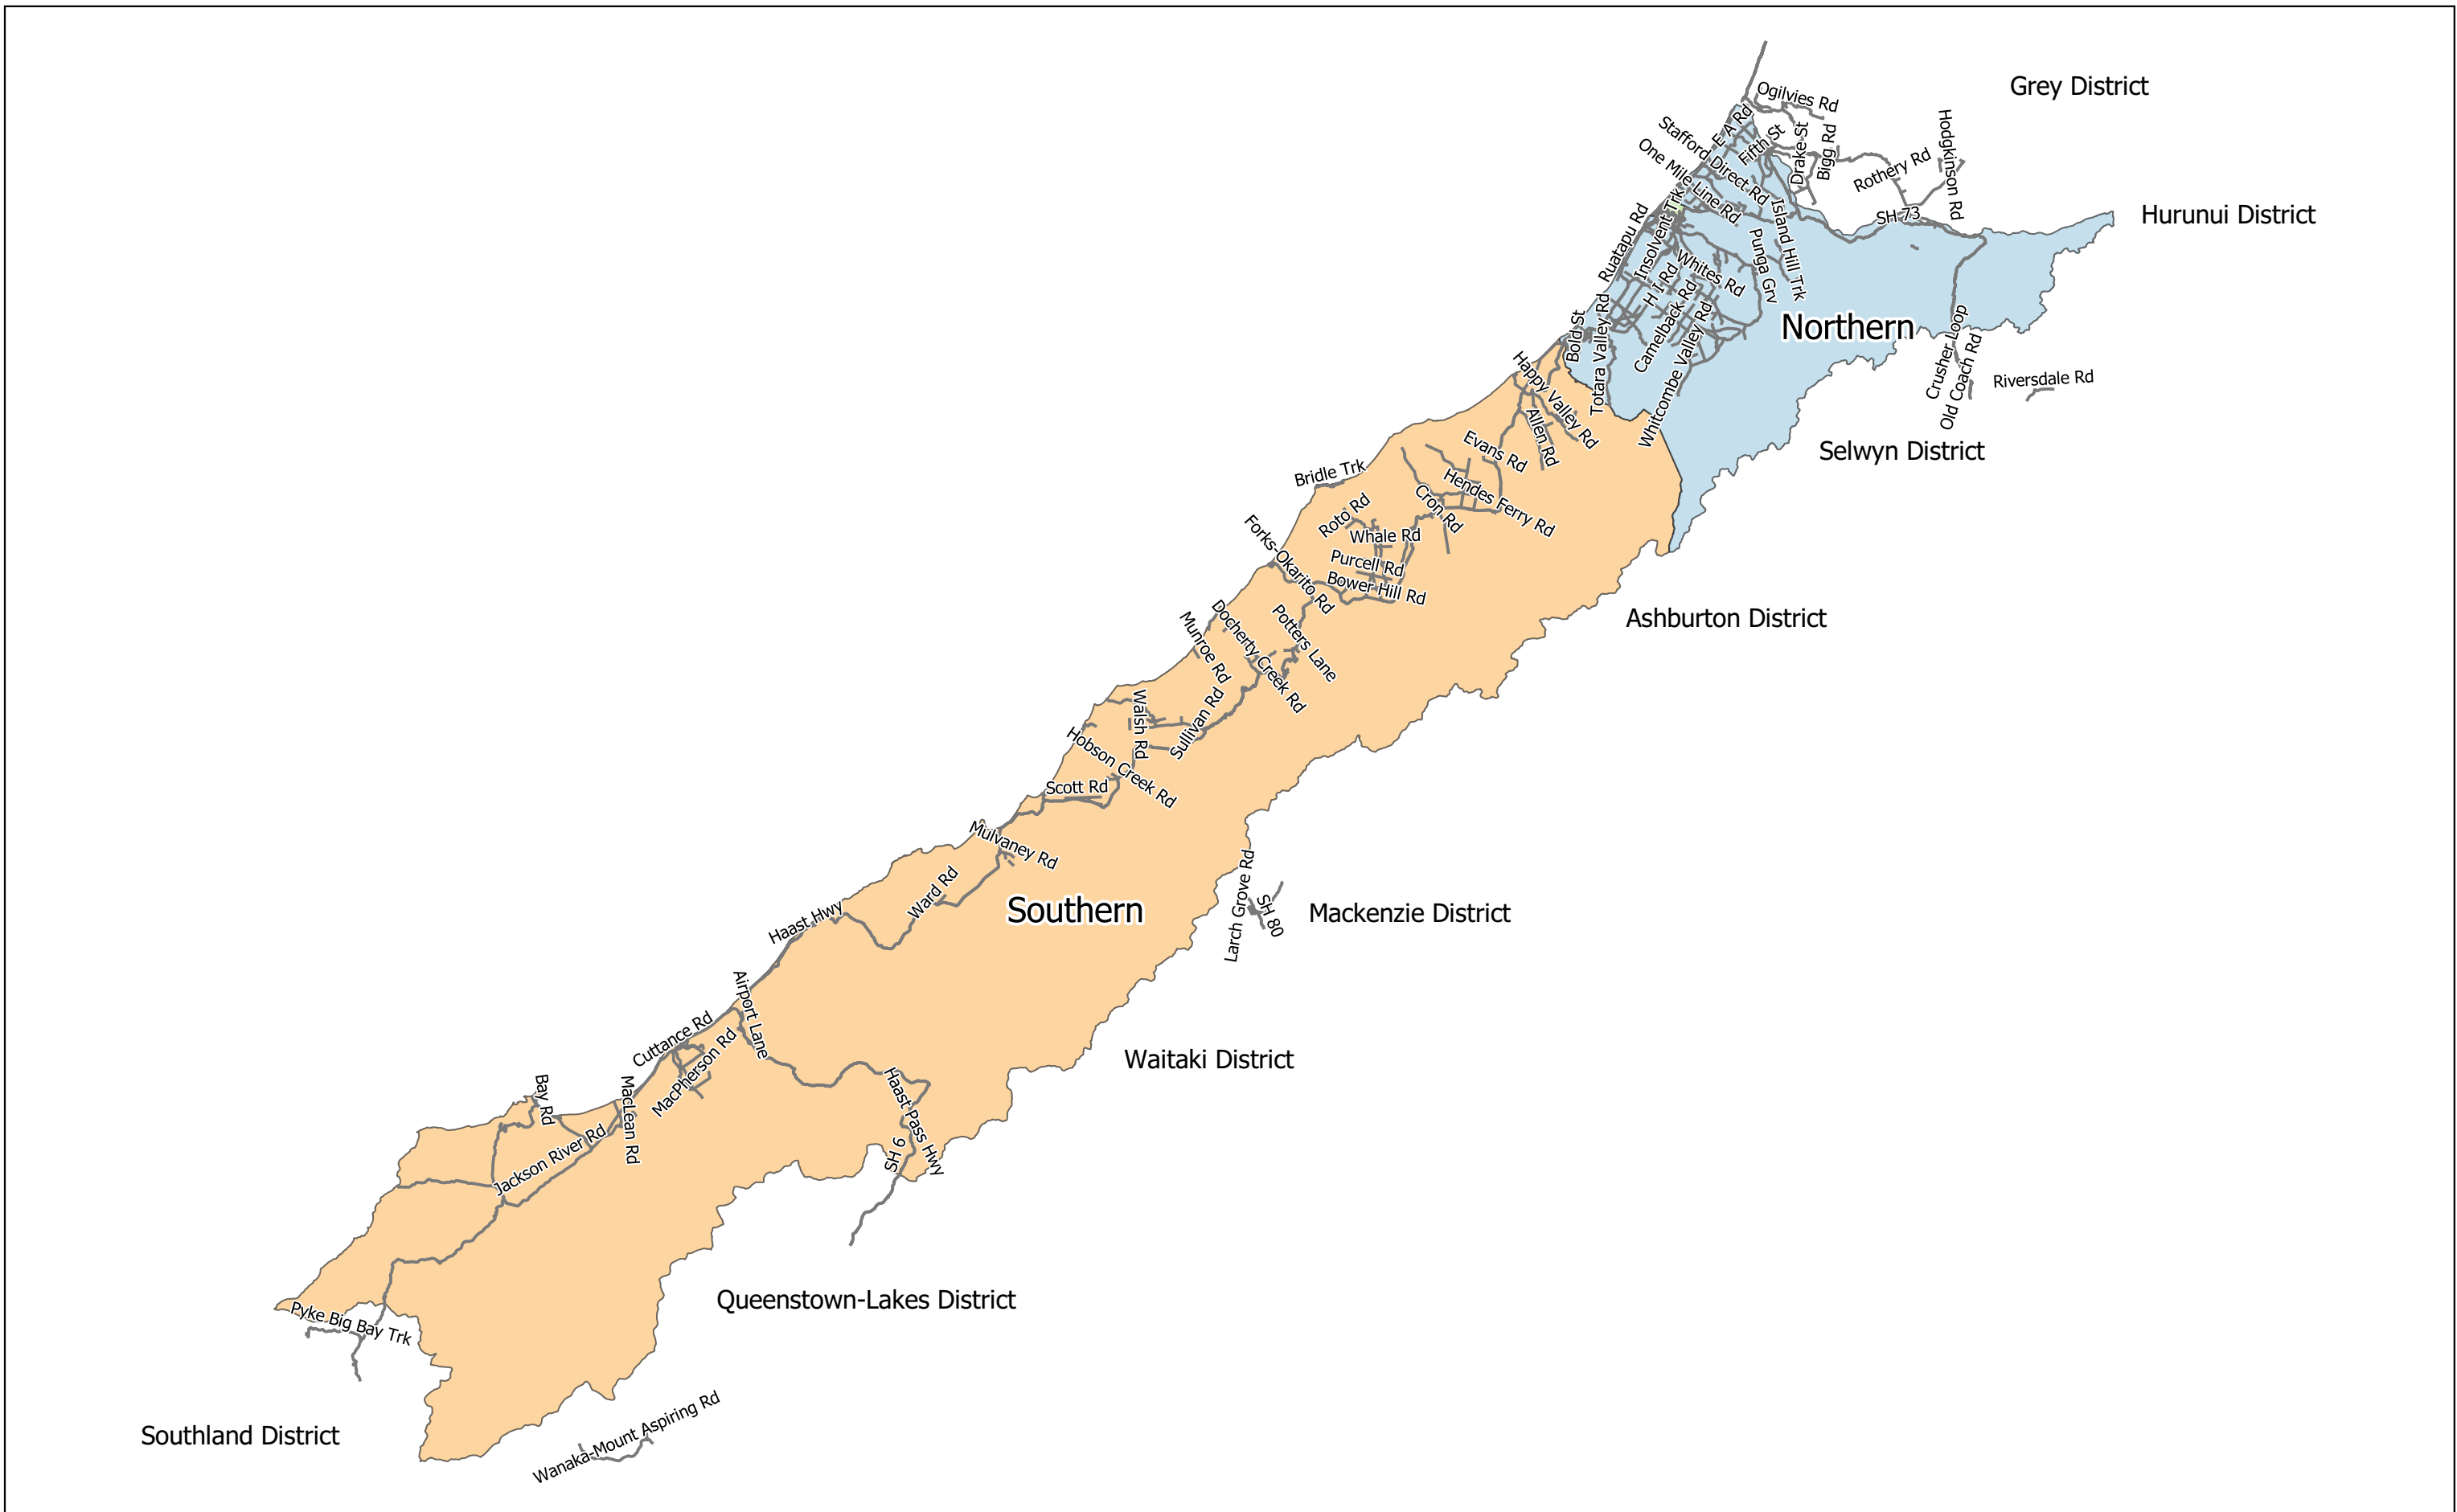 Grey District
Ogilvies Rd
E A Rd
Stafford Direct Rd
Fifth St
Drake St
Bigg Rd
Hodgkinson Rd
One Mile Line Rd
Rothery Rd
SH 73
Hurunui District
Ruatapu Rd
Insolvent Trk
Island Hill Trk
Punga Grv
Whites Rd
H I Rd
Camelback Rd
Northern
Bold St
Totara Valley Rd
Whitcombe Valley Rd
Crusher Loop
Old Coach Rd
Riversdale Rd
Happy Valley Rd
Allen Rd
Selwyn District
Evans Rd
Bridle Trk
Hendes Ferry Rd
Cron Rd
Roto Rd
Whale Rd
Forks-Okarito Rd
Purcell Rd
Bower Hill Rd
Ashburton District
Docherty Creek Rd
Potters Lane
Munroe Rd
Walsh Rd
Sullivan Rd
Hobson Creek Rd
Scott Rd
Mulvaney Rd
Ward Rd
Southern
Larch Grove Rd
SH 80
Mackenzie District
Haast Hwy
Airport Lane
Cuttance Rd
MacPherson Rd
Waitaki District
Haast Pass Hwy
SH 6
Bay Rd
MacLean Rd
Jackson River Rd
Queenstown-Lakes District
Pyke Big Bay Trk
Southland District
Wanaka-Mount Aspiring Rd